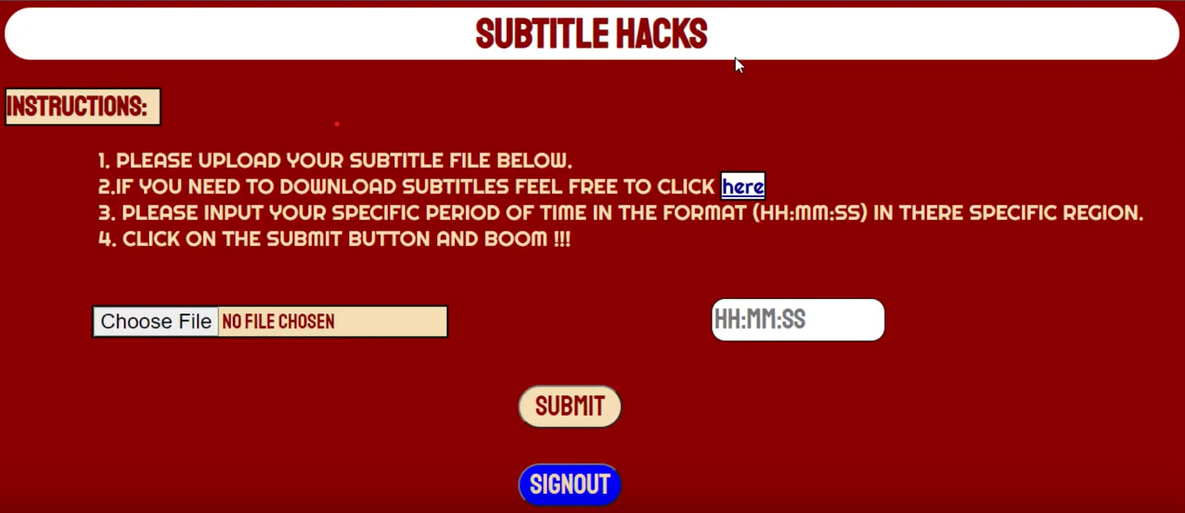 SUBTITLE HACKS
INSTRUCTIONS:
1. PLEASE UPLOAD YOUR SUBTITLE FILE BELOW.
2.IF YOU NEED TO DOWNLOAD SUBTITLES FEEL FREE TO CLICK here
3. PLEASE INPUT YOUR SPECIFIC PERIOD OF TIME IN THE FORMAT (HH:MM:SS) IN THERE SPECIFIC REGION.
4. CLICK ON THE SUBMIT BUTTON AND BOOM !!!
Choose File NO FILE CHOSEN HH:MM:SS
SUBMIT
SIGNOUT